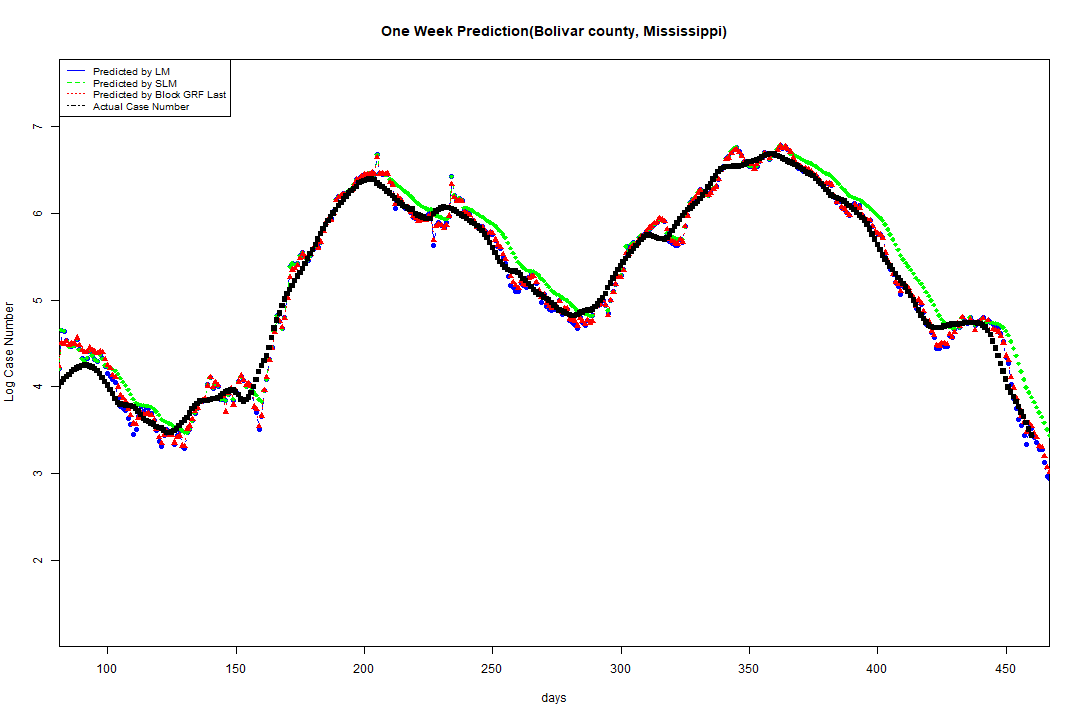 One Week Prediction(Bolivar county, Mississippi)
Predicted by LM
Predicted by SLM
Predicted by Block GRF Last
Actual Case Number
7
6
5
4
3
2
Log Case Number
100 150 200 250 300 350 400 450
days